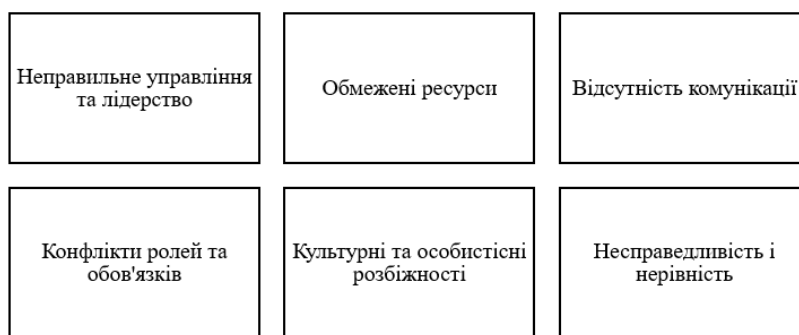 Неправильне управління
та лідерство
Обмежені ресурси
Відсутність комунікації
Конфлікти ролей та
обов'язків
Культурні та особистісні
розбіжності
Несправедливість і
нерівність